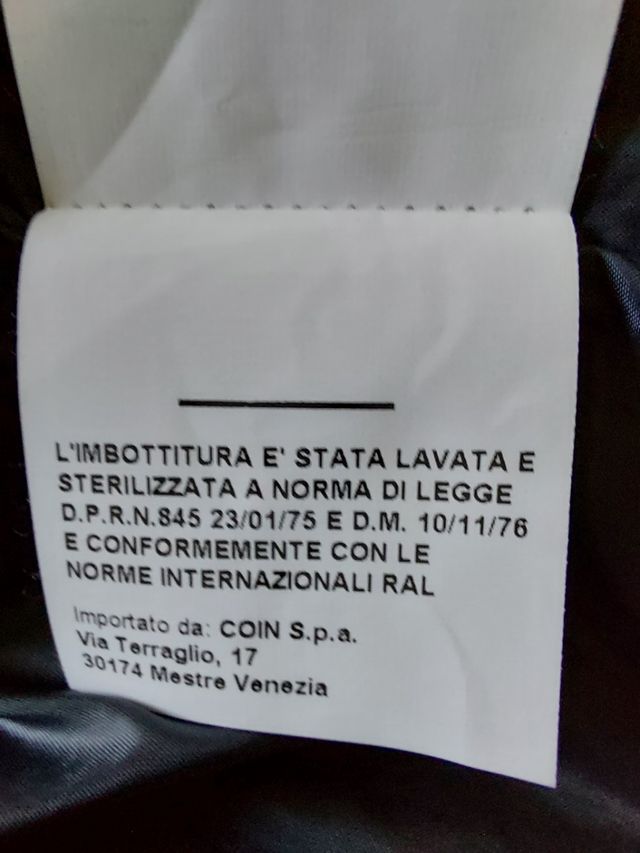 L'IMBOTTITURA E' STATA LAVATA E
STERILIZZATA A NORMA DI LEGGE
D.P.R.N.845 23/01/75 E D.M. 10/11/76
E CONFORMEMENTE CON LE
NORME INTERNAZIONALI RAL
Importato da: COIN S.p.a.
Via Terraglio, 17
30174 Mestre Venezia